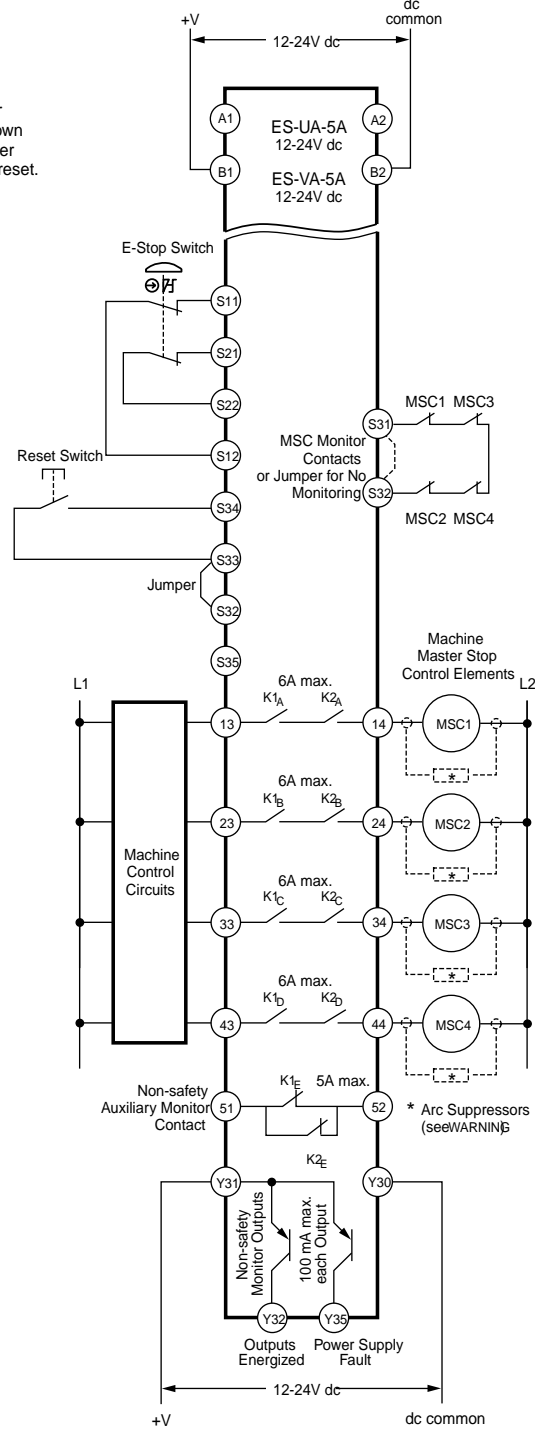 dc
+V common
12-24V dc
own
er
reset.
A1 A2
ES-UA-5A
12-24V dc
B1 B2
ES-VA-5A
12-24V dc
E-Stop Switch
S11
S21
S22
S31
MSC1 MSC3
MSC Monitor
Contacts
or Jumper for No
Monitoring
S32
MSC2 MSC4
S12
Reset Switch
S34
S33
Jumper
S32
S35
Machine
Master Stop
Control Elements
L1 L2
6A max.
K1A K2A
13 14 MSC1
*
6A max.
K1B K2B
23 24 MSC2
*
Machine
Control
Circuits
6A max.
K1C K2C
33 34 MSC3
*
6A max.
K1D K2D
43 44 MSC4
*
Non-safety
Auxiliary Monitor
Contact
51 K1E 5A max. 52
K2E
* Arc Suppressors
(seeWARNING)
Y31 Y30
Non-safety
Monitor Outputs
100 mA max.
each Output
Y32 Y35
Outputs
Energized
Power Supply
Fault
12-24V dc
+V dc common